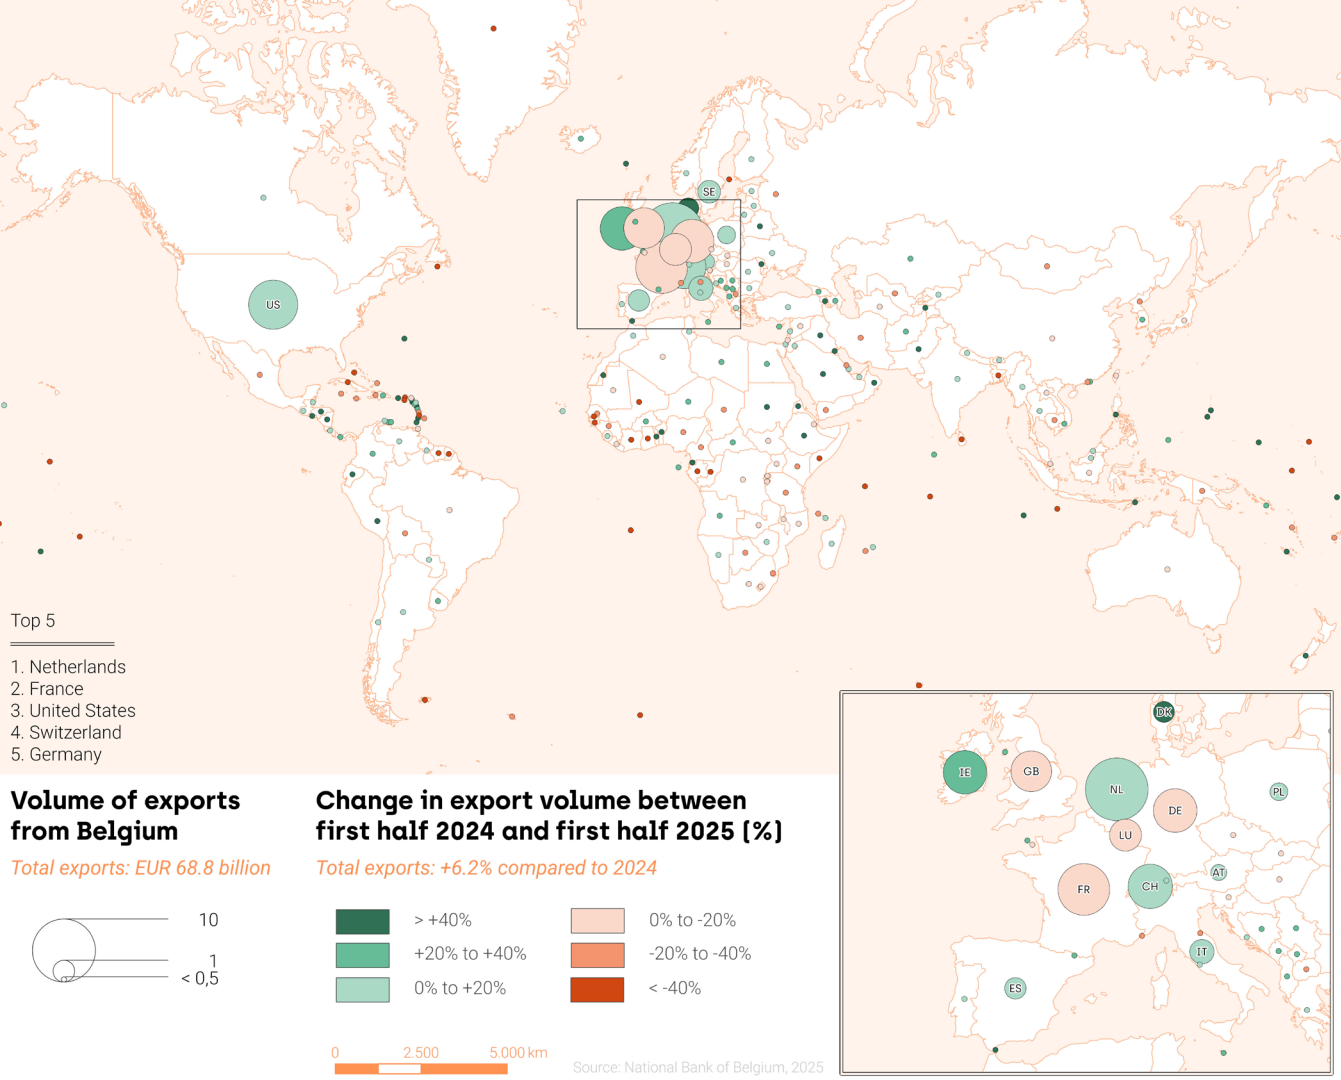 SE
US
Top 5
1. Netherlands
2. France
3. United States
4. Switzerland
5. Germany
DK
IE
GB
NL
DE
PL
LU
AT
FR
CH
IT
ES
Volume of exports
from Belgium
Total exports: EUR 68.8 billion
10
1
< 0,5
Change in export volume between
first half 2024 and first half 2025 (%)
Total exports: +6.2% compared to 2024
> +40%
+20% to +40%
0% to +20%
0% to -20%
-20% to -40%
< -40%
0 2.500 5.000 km
Source: National Bank of Belgium, 2025